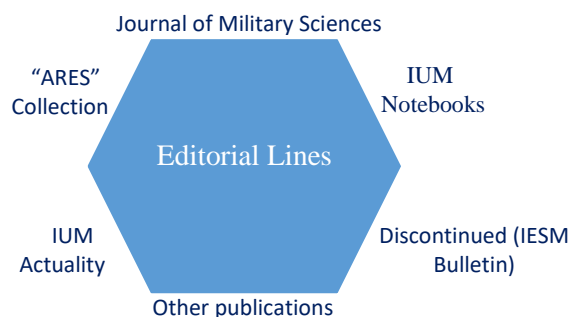 Journal of Military Sciences
“ARES”
Collection
IUM
Notebooks
Editorial Lines
IUM
Actuality
Discontinued (IESM
Bulletin)
Other publications